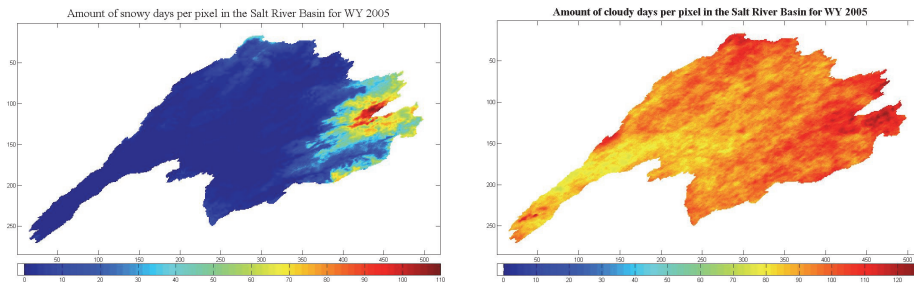 Amount of snowy days per pixel in the Salt River Basin for WY 2005
50
100
150
200
250
50 100 150 200 250 300 350 400 450 500
0 10 20 30 40 50 60 70 80 90 100 110
Amount of cloudy days per pixel in the Salt River Basin for WY 2005
50
100
150
200
250
50 100 150 200 250 300 350 400 450 500
0 10 20 30 40 50 60 70 80 90 100 110 120